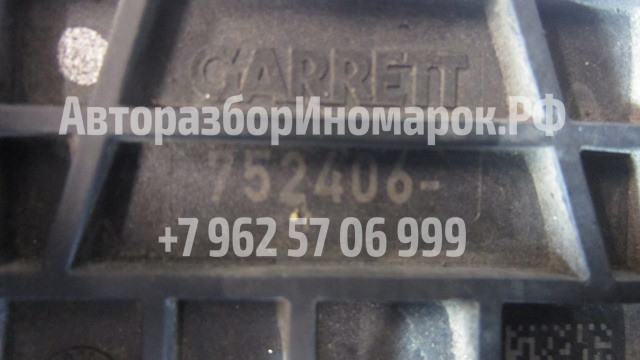 GARRETT
АвторазборИномарок.РФ
752406-
+7 962 57 06 999